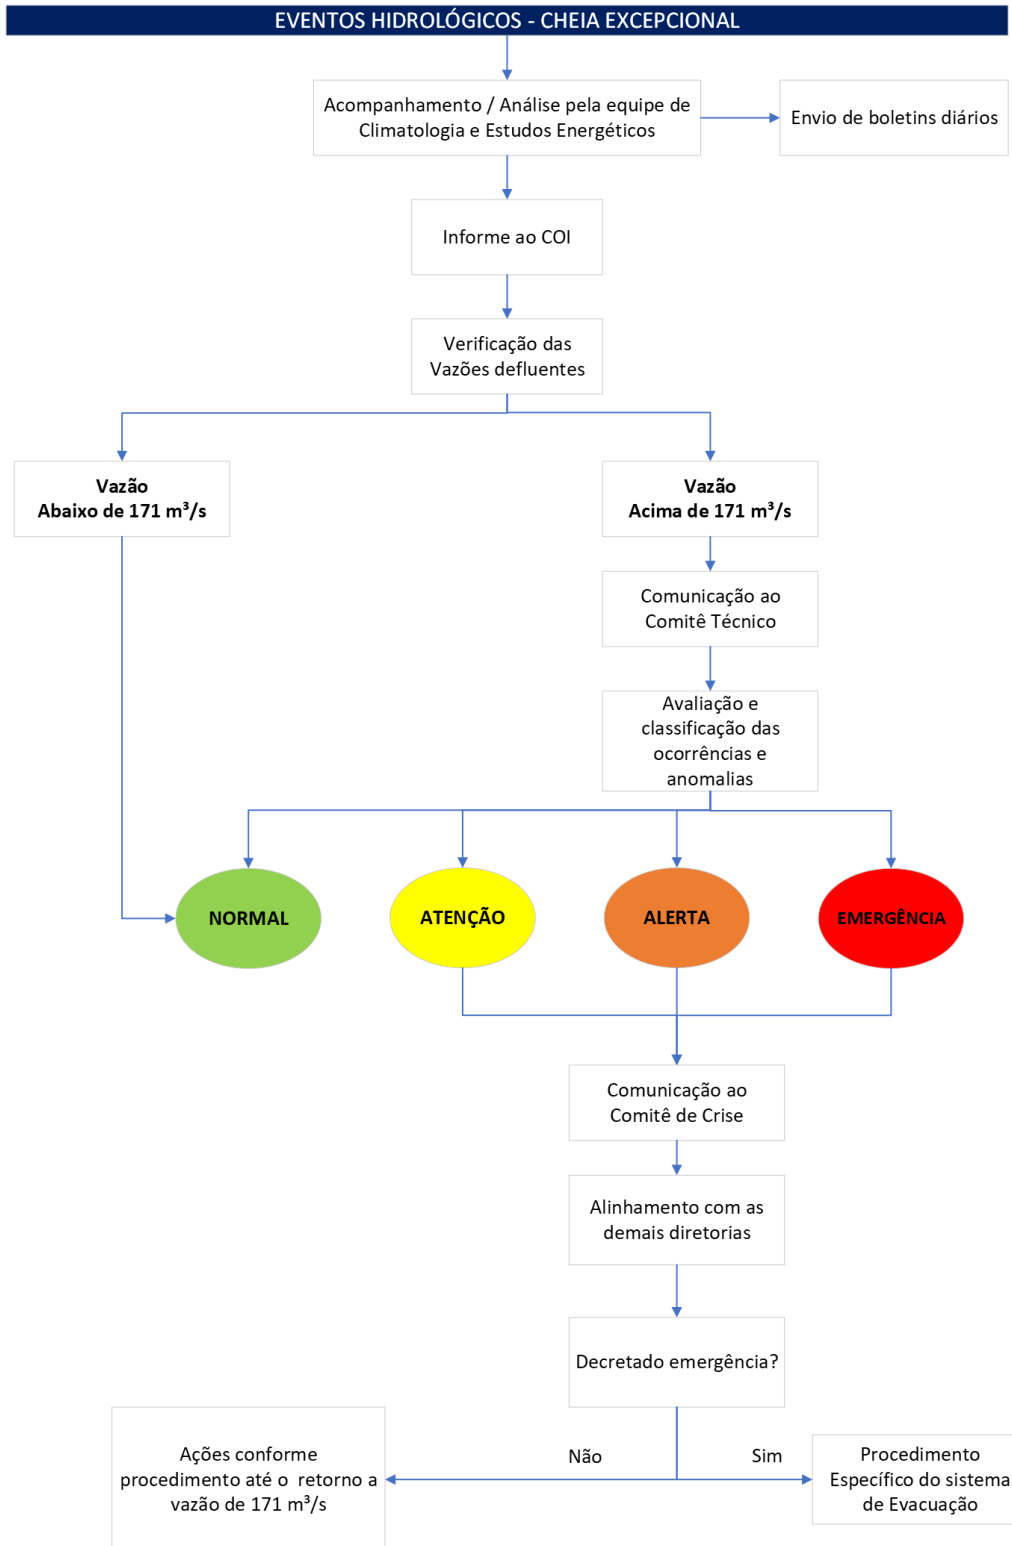 EVENTOS HIDROLÓGICOS - CHEIA EXCEPCIONAL
Acompanhamento / Análise pela equipe de
Climatologia e Estudos Energéticos
Envio de boletins diários
Informe ao COI
Verificação das
Vazões defluentes
Vazão
Abaixo de 171 m³/s
Vazão
Acima de 171 m³/s
Comunicação ao
Comitê Técnico
Avaliação e
classificação das
ocorrências e
anomalias
NORMAL
ATENÇÃO
ALERTA
EMERGÊNCIA
Comunicação ao
Comitê de Crise
Alinhamento com as
demais diretorias
Decretado emergência?
Não
Sim
Ações conforme
procedimento até o retorno a
vazão de 171 m³/s
Procedimento
Específico do sistema
de Evacuação